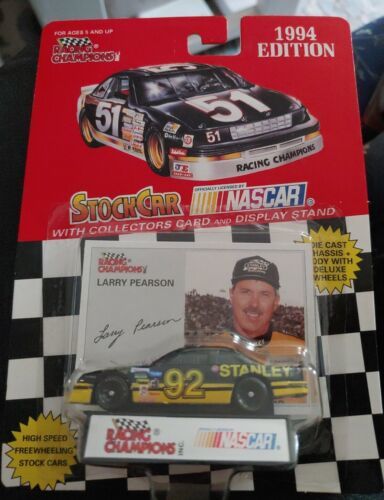 FOR AGES 5 AND UP
RACING
CHAMPIONS
1994
EDITION
51
51
RACING CHAMPIONS
STOCKCAR
OFFICIALLY LICENSED BY
NASCAR
WITH COLLECTORS CARD AND DISPLAY STAND
RACING
CHAMPIONS
LARRY PEARSON
Larry Pearson
DIE CAST
CHASSIS +
BODY WITH
DELUXE
WHEELS
92
STANLEY
HIGH SPEED
FREEWHEELING
STOCK CARS
RACING
CHAMPIONS
INC.
NASCAR